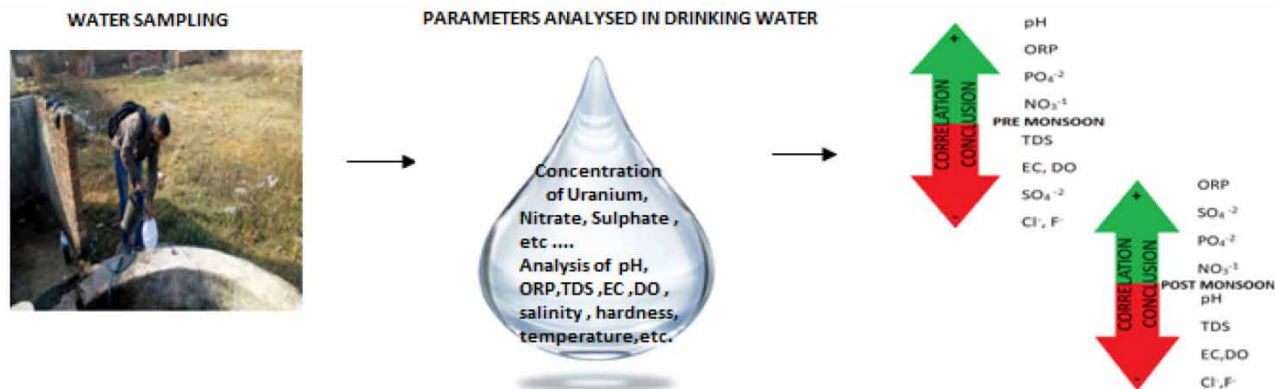 WATER SAMPLING
PARAMETERS ANALYSED IN DRINKING WATER
Concentration
of Uranium,
Nitrate, Sulphate ,
etc ....
Analysis of pH,
ORP,TDS ,EC ,DO ,
salinity , hardness,
temperature,etc.
+
CORRELATION
CONCLUSION
-
pH
ORP
PO₄⁻²
NO₃⁻¹
PRE MONSOON
TDS
EC, DO
SO₄⁻²
Cl⁻, F⁻
+
CORRELATION
CONCLUSION
-
ORP
SO₄⁻²
PO₄⁻²
NO₃⁻¹
POST MONSOON
pH
TDS
EC,DO
Cl⁻,F⁻